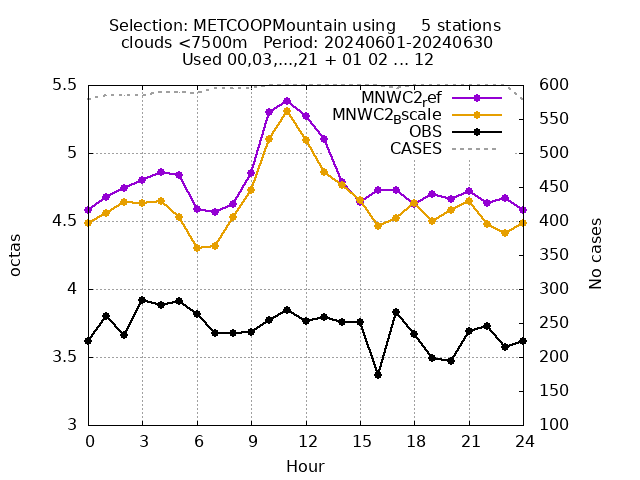 Selection: METCOOPMountain using     5 stations
clouds <7500m   Period: 20240601-20240630
Used 00,03,...,21 + 01 02 ... 12
MNWC2_ref
MNWC2_Bscale
OBS
CASES
5.5
5
4.5
4
3.5
3
600
550
500
450
400
350
300
250
200
150
100
octas
No cases
0 3 6 9 12 15 18 21 24
Hour